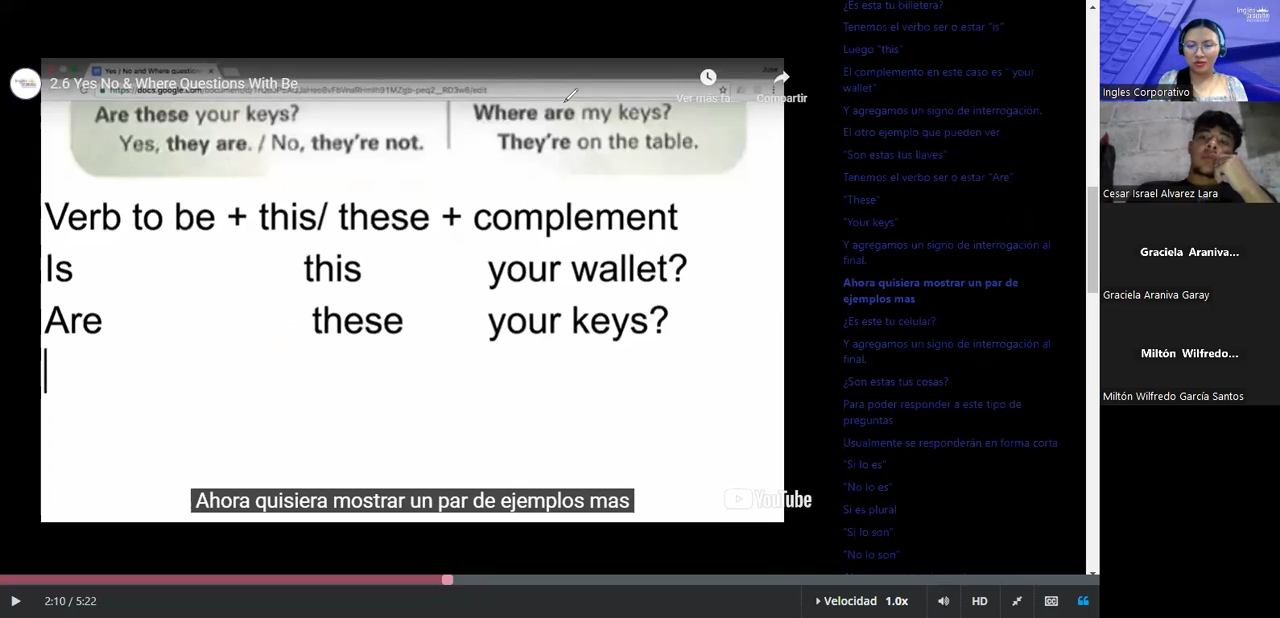 2.6 Yes No & Where Questions With Be
Yes / No and Where question
Ver más ta...
Compartir
Are these your keys?
Yes, they are. / No, they're not.
Where are my keys?
They're on the table.
Verb to be + this/ these + complement
Is this your wallet?
Are these your keys?
Ahora quisiera mostrar un par de ejemplos mas
YouTube
2:10 / 5:22
Velocidad 1.0x
HD
¿Es esta tu billetera?
Tenemos el verbo ser o estar "is"
Luego "this"
El complemento en este caso es " your
wallet"
Y agregamos un signo de interrogación.
El otro ejemplo que pueden ver
"Son estas tus llaves"
Tenemos el verbo ser o estar "Are"
"These"
"Your keys"
Y agregamos un signo de interrogación al
final.
Ahora quisiera mostrar un par de
ejemplos mas
¿Es este tu celular?
Y agregamos un signo de interrogación al
final.
¿Son estas tus cosas?
Para poder responder a este tipo de
preguntas
Usualmente se responderán en forma corta
"Si lo es"
"No lo es"
Si es plural
"Si lo son"
"No lo son"
Ingles Corporativo
Cesar Israel Alvarez Lara
Graciela Araniva...
Graciela Araniva Garay
Miltón Wilfredo...
Miltón Wilfredo García Santos